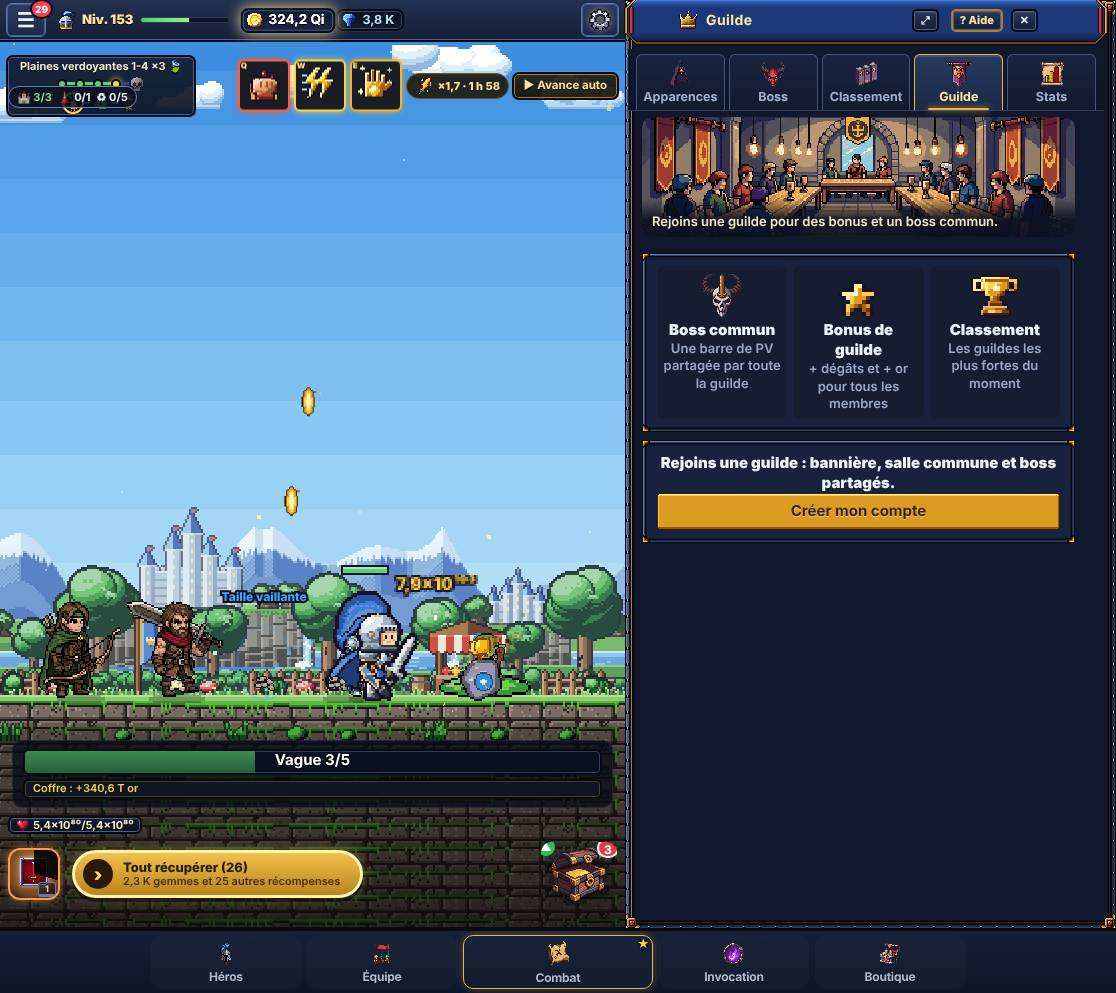 29
Niv. 153
324,2 Qi
3,8 K
Guilde
? Aide
Plaines verdoyantes 1-4 ×3
3/3
0/1
0/5
Q
W
E
×1,7 · 1 h 58
Avance auto
Apparences
Boss
Classement
Guilde
Stats
Rejoins une guilde pour des bonus et un boss commun.
Boss commun
Une barre de PV
partagée par toute
la guilde
Bonus de
guilde
+ dégâts et + or
pour tous les
membres
Classement
Les guildes les
plus fortes du
moment
Rejoins une guilde : bannière, salle commune et boss
partagés.
Créer mon compte
Taille vaillante
Vague 3/5
Coffre : +340,6 T or
5,4×10⁸⁰/5,4×10⁸⁰
1
Tout récupérer (26)
2,3 K gemmes et 25 autres récompenses
3
Héros
Équipe
Combat
Invocation
Boutique